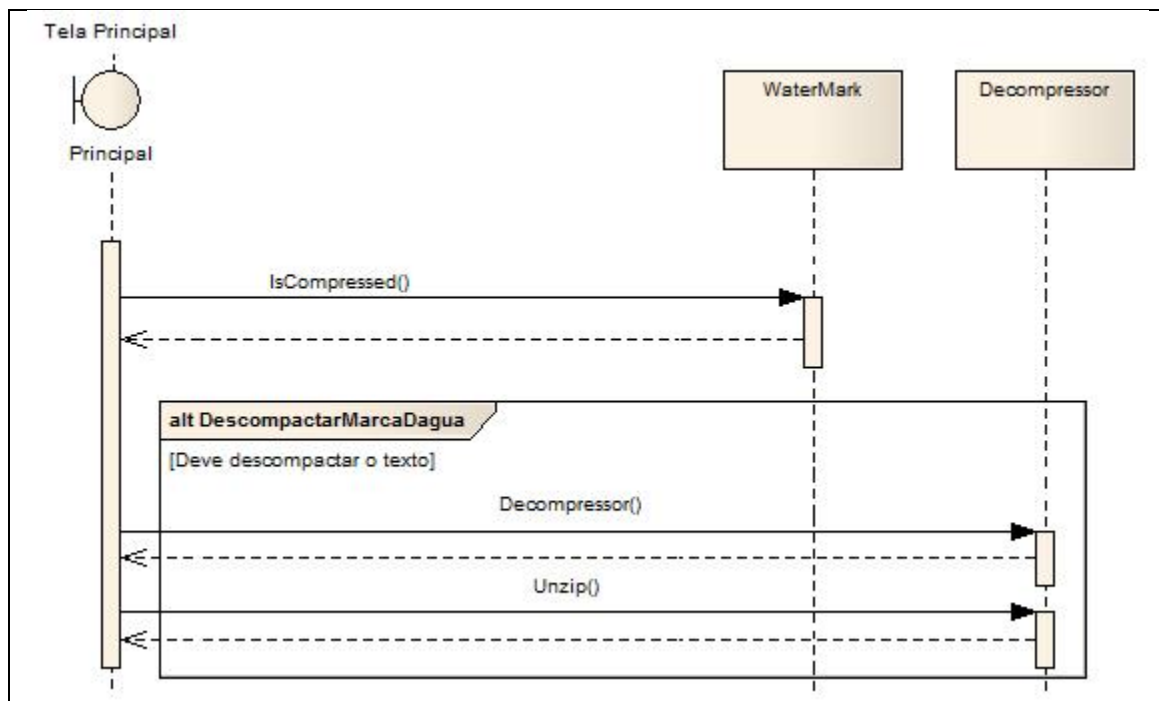 Tela Principal
Principal
WaterMark
Decompressor
IsCompressed()
alt DescompactarMarcaDagua
[Deve descompactar o texto]
Decompressor()
Unzip()